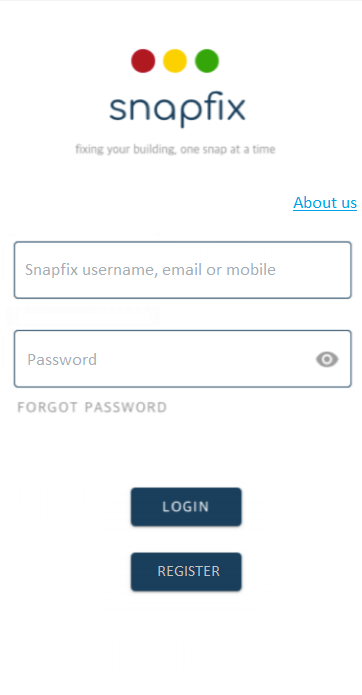 snapfix
fixing your building, one snap at a time
About us
Snapfix username, email or mobile
Password
FORGOT PASSWORD
LOGIN
REGISTER